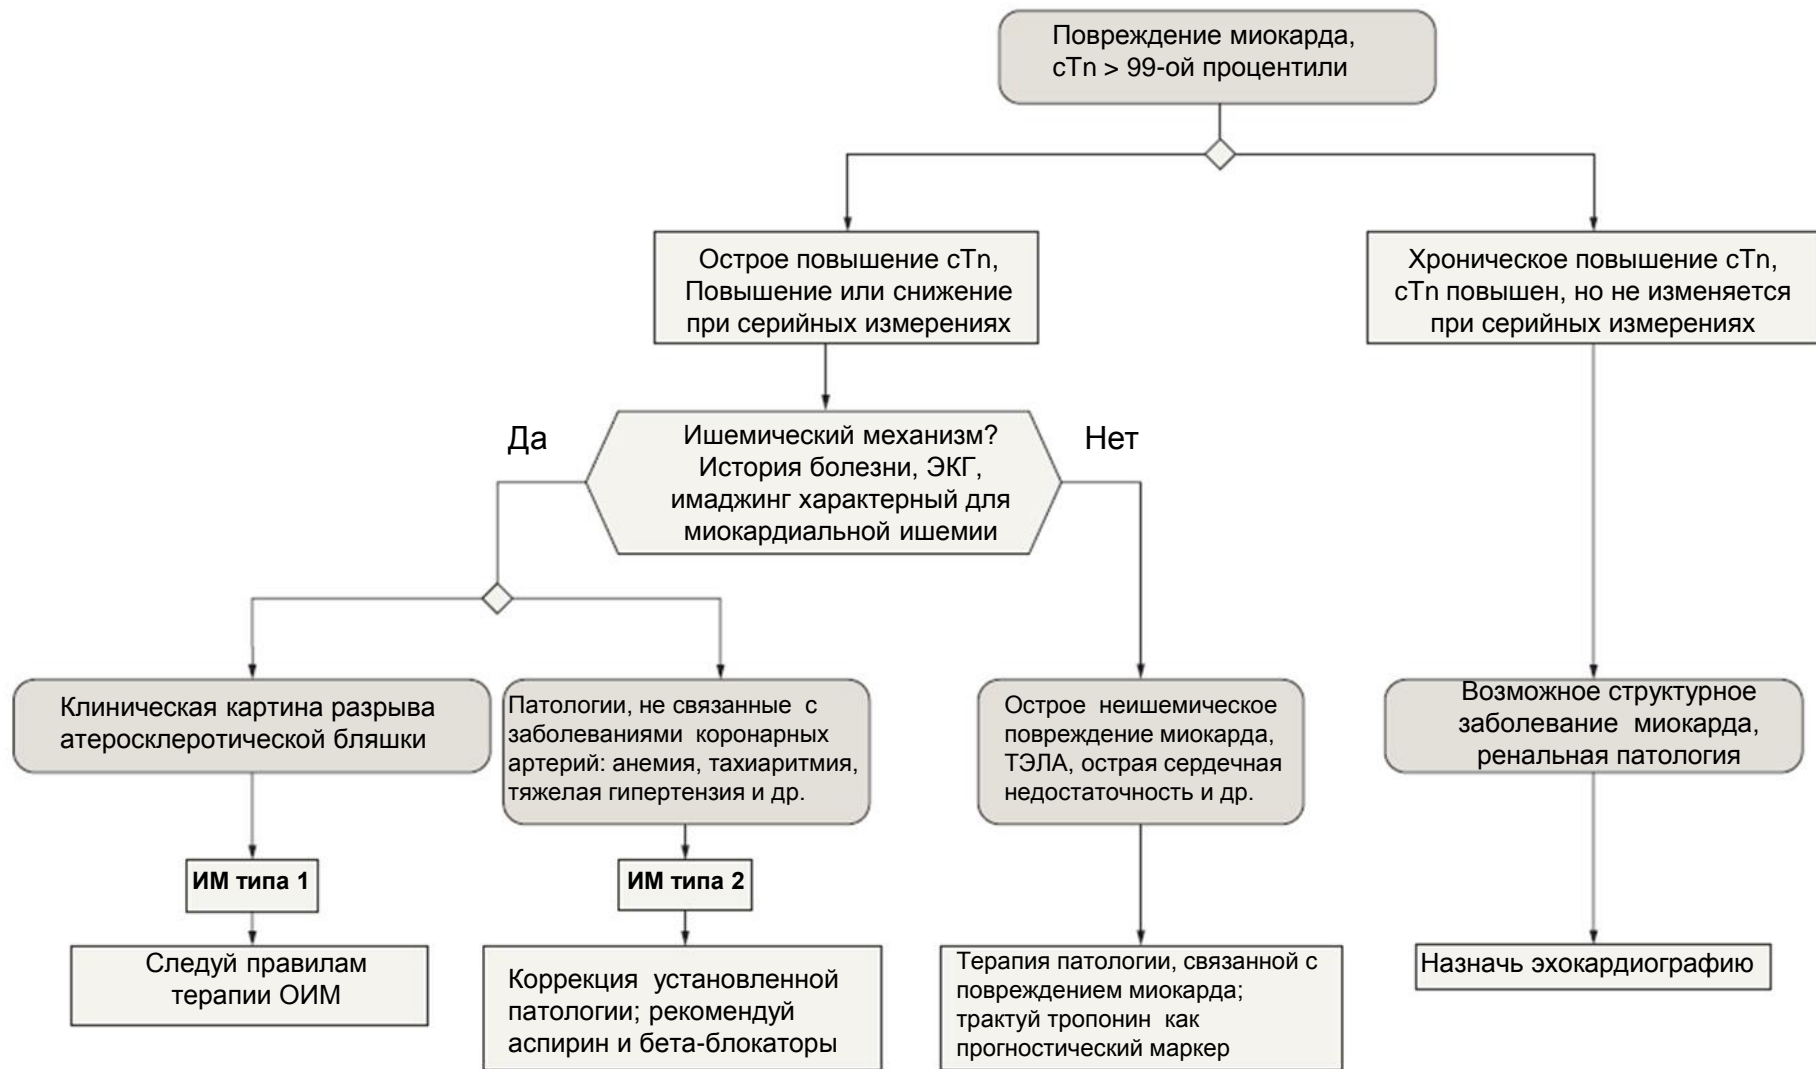 Повреждение миокарда,
cTn > 99-ой процентили
Острое повышение cTn,
Повышение или снижение
при серийных измерениях
Хроническое повышение cTn,
cTn повышен, но не изменяется
при серийных измерениях
Да
Ишемический механизм?
История болезни, ЭКГ,
имаджинг характерный для
миокардиальной ишемии
Нет
Клиническая картина разрыва
атеросклеротической бляшки
Патологии, не связанные с
заболеваниями коронарных
артерий: анемия, тахиаритмия,
тяжелая гипертензия и др.
Острое неишемическое
повреждение миокарда,
ТЭЛА, острая сердечная
недостаточность и др.
Возможное структурное
заболевание миокарда,
ренальная патология
ИМ типа 1
ИМ типа 2
Следуй правилам
терапии ОИМ
Коррекция установленной
патологии; рекомендуй
аспирин и бета-блокаторы
Терапия патологии, связанной с
повреждением миокарда;
трактуй тропонин как
прогностический маркер
Назначь эхокардиографию